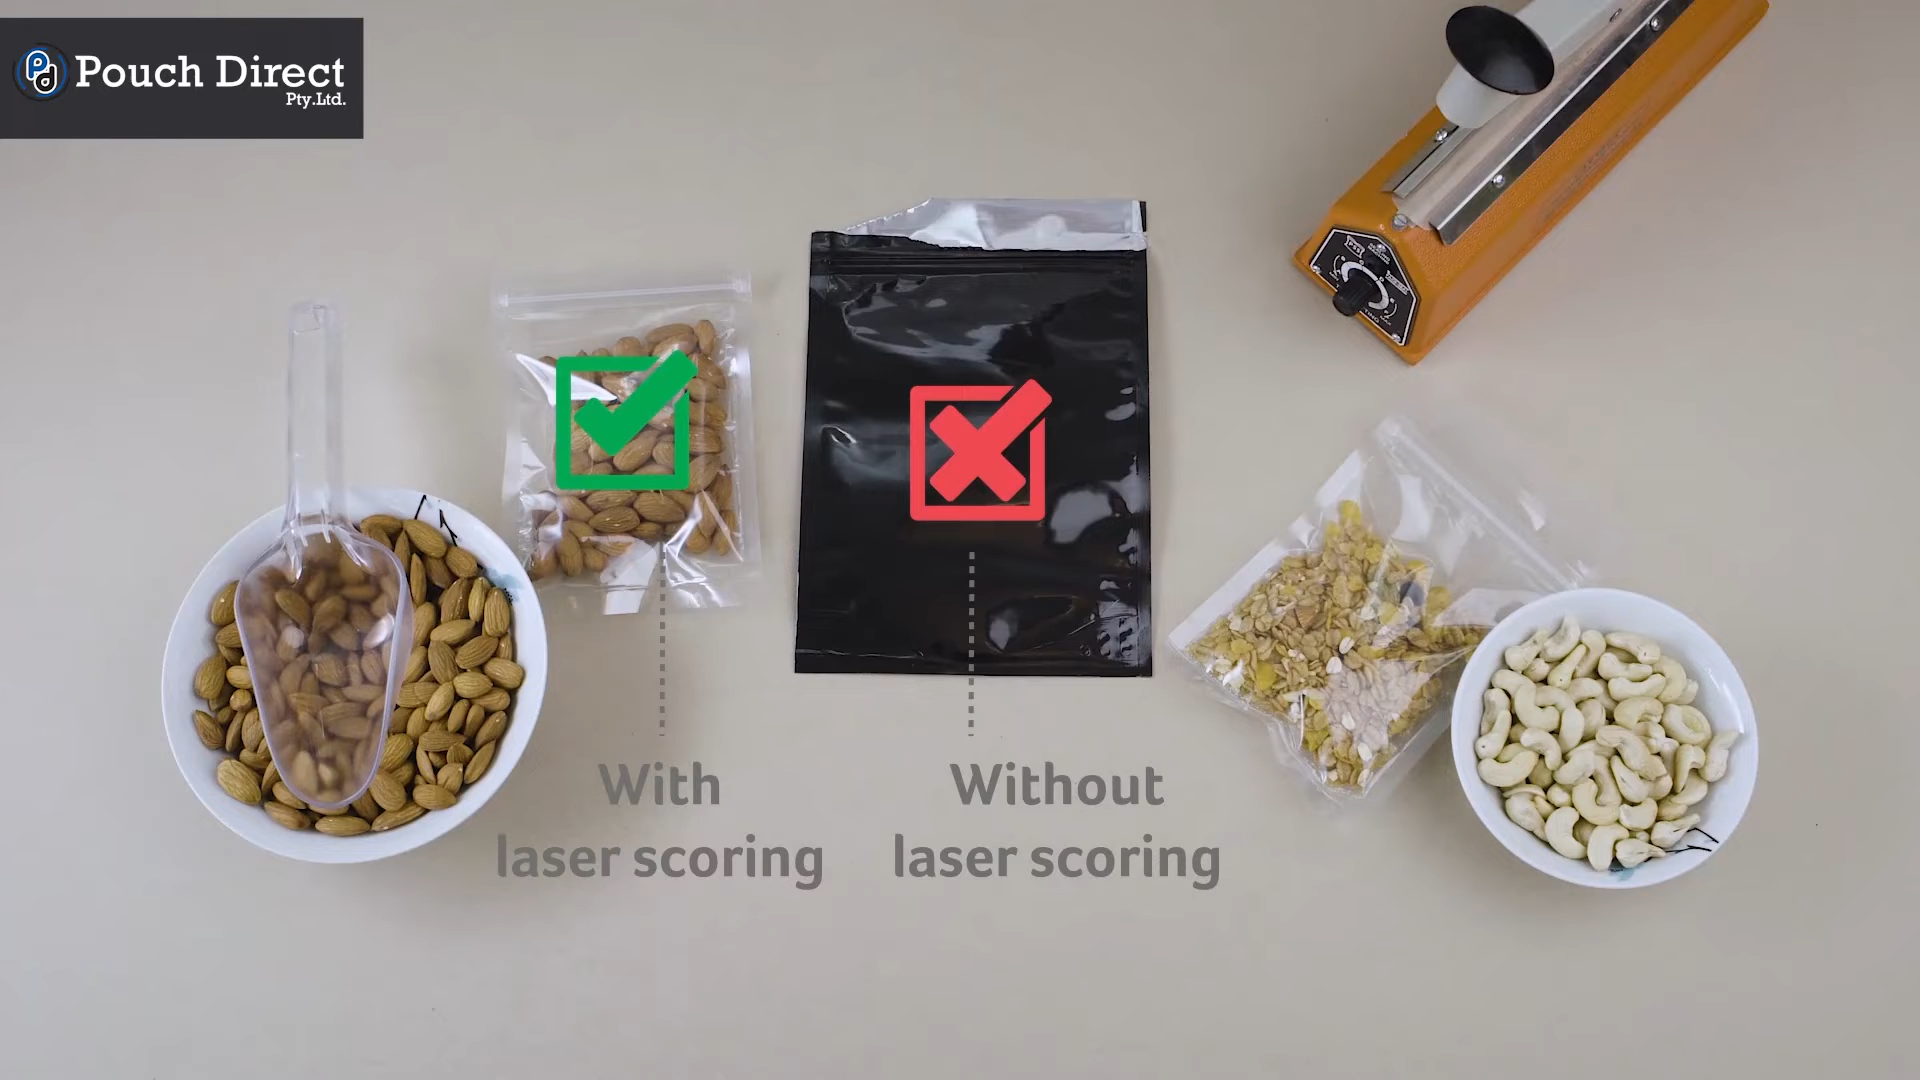 Pouch Direct
Pty.Ltd.
With
laser scoring
Without
laser scoring